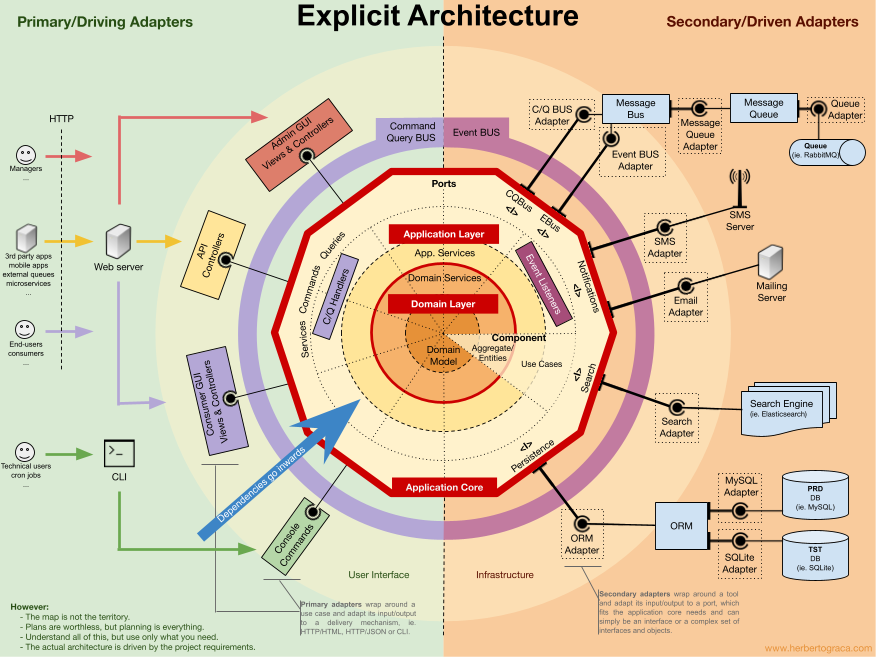 Explicit Architecture
Primary/Driving Adapters
Secondary/Driven Adapters
HTTP
Managers
...
3rd party apps
mobile apps
external queues
microservices
...
End-users
consumers
...
Technical users
cron jobs
...
Web server
CLI
Admin GUI
Views & Controllers
API
Controllers
Consumer GUI
Views & Controllers
Console
Commands
Dependencies go inwards
Command
Query BUS
Event BUS
Ports
Application Layer
App. Services
Domain Services
Domain Layer
Domain
Model
Component
Aggregate/
Entities
Use Cases
Application Core
Services
Commands
Queries
C/Q Handlers
Event Listeners
CQBus
</>
EBus
</>
Notifications
</>
Search
</>
Persistence
</>
C/Q BUS
Adapter
Message
Bus
Message
Queue
Adapter
Message
Queue
Queue
Adapter
Queue
(ie. RabbitMQ)
Event BUS
Adapter
SMS
Adapter
SMS
Server
Email
Adapter
Mailing
Server
Search
Adapter
Search Engine
(ie. Elasticsearch)
ORM
Adapter
ORM
MySQL
Adapter
PRD
DB
(ie. MySQL)
SQLite
Adapter
TST
DB
(ie. SQLite)
User Interface
Infrastructure
Primary adapters wrap around a
use case and adapt its input/output
to a delivery mechanism, ie.
HTTP/HTML, HTTP/JSON or CLI.
Secondary adapters wrap around a tool
and adapt its input/output to a port, which
fits the application core needs and can
simply be an interface or a complex set of
interfaces and objects.
However:
- The map is not the territory.
- Plans are worthless, but planning is everything.
- Understand all of this, but use only what you need.
- The actual architecture is driven by the project requirements.
www.herbertograca.com